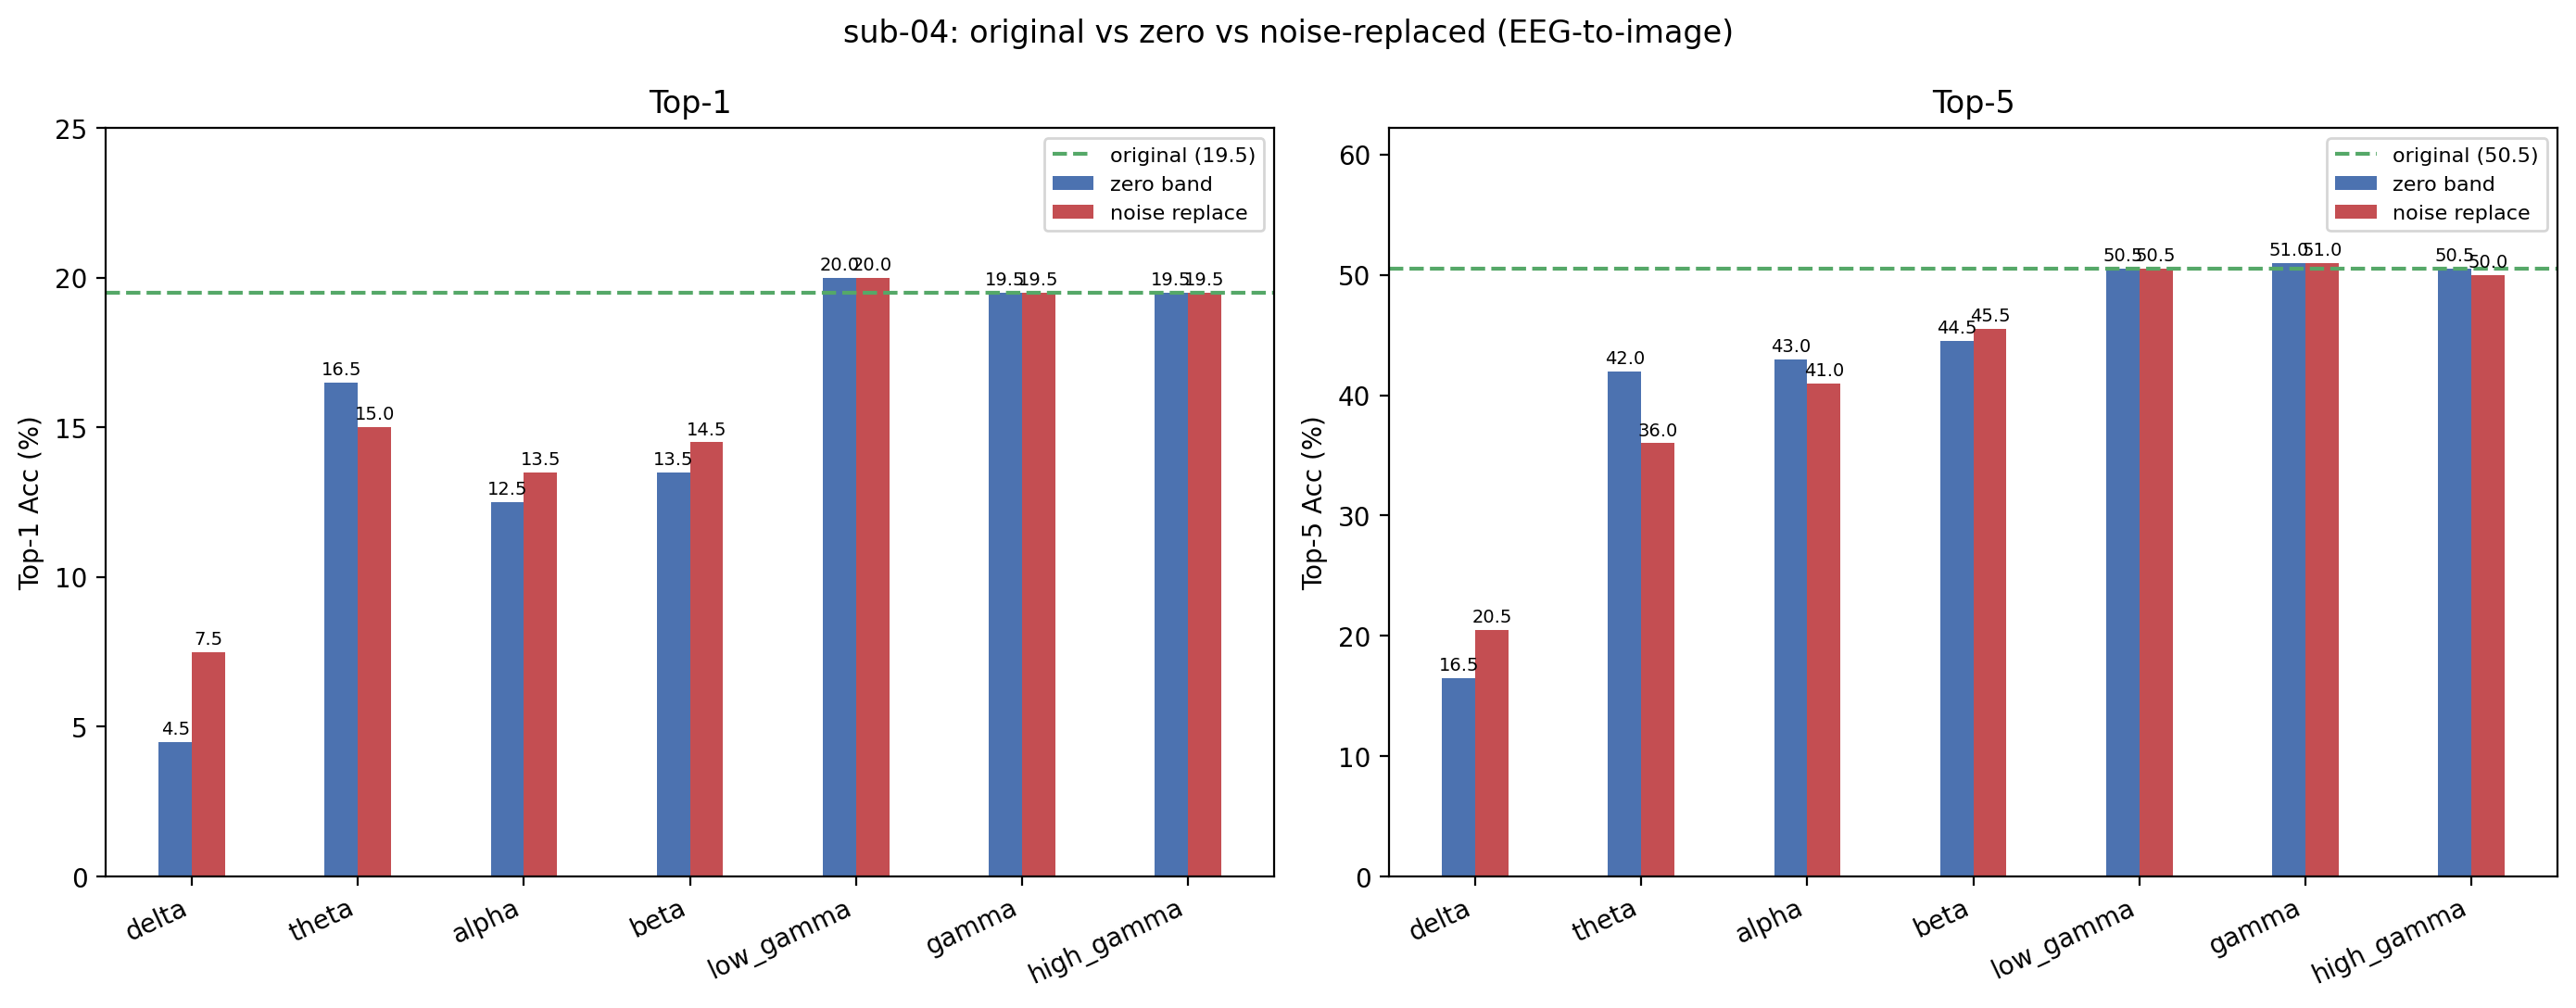 sub-04: original vs zero vs noise-replaced (EEG-to-image)
Top-1
Top-1 Acc (%)
25
20
15
10
5
0
original (19.5)
zero band
noise replace
4.5
7.5
16.5
15.0
12.5
13.5
13.5
14.5
20.0
20.0
19.5
19.5
19.5
19.5
delta
theta
alpha
beta
low_gamma
gamma
high_gamma
Top-5
Top-5 Acc (%)
60
50
40
30
20
10
0
original (50.5)
zero band
noise replace
16.5
20.5
42.0
36.0
43.0
41.0
44.5
45.5
50.5
50.5
51.0
51.0
50.5
50.0
delta
theta
alpha
beta
low_gamma
gamma
high_gamma